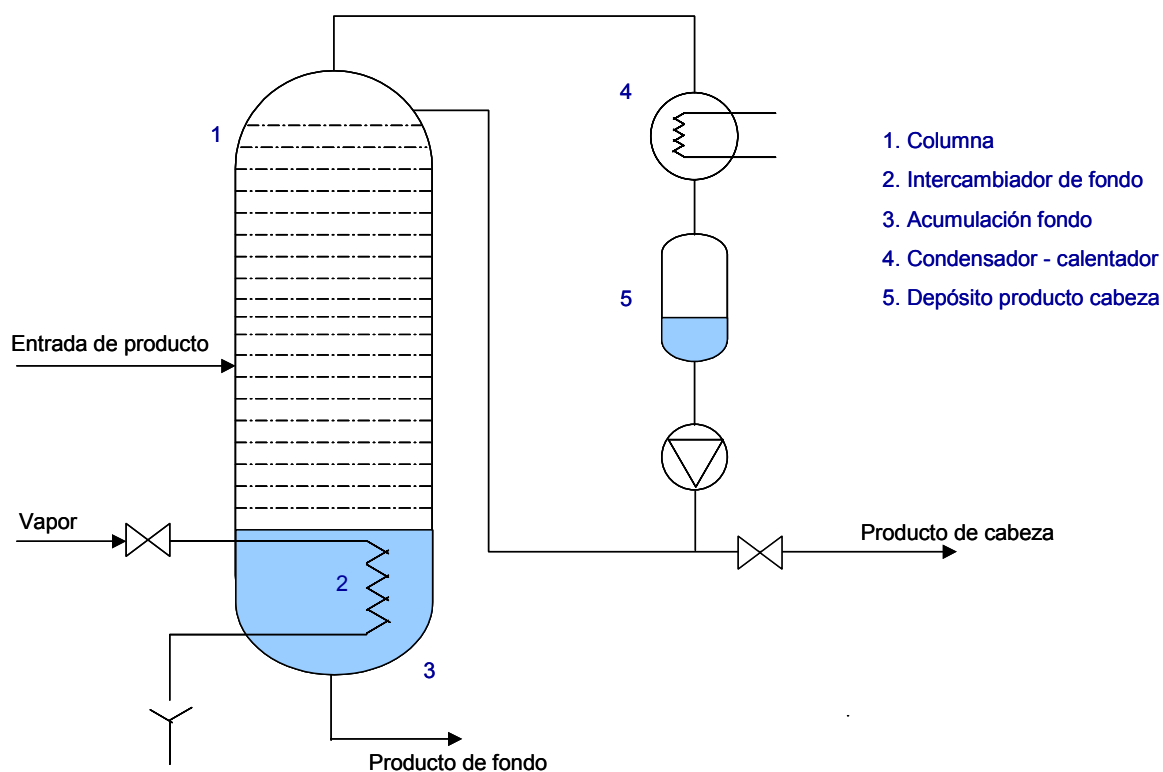 4
1
1. Columna
2. Intercambiador de fondo
3. Acumulación fondo
4. Condensador - calentador
5. Depósito producto cabeza
5
Entrada de producto
Vapor
Producto de cabeza
2
3
Producto de fondo